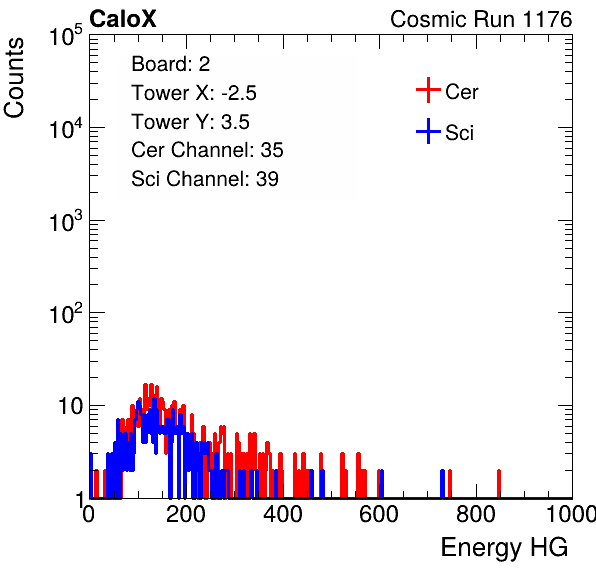 CaloX Cosmic Run 1176
Counts
10^5
10^4
10^3
10^2
10
1
Board: 2
Tower X: -2.5
Tower Y: 3.5
Cer Channel: 35
Sci Channel: 39
Cer
Sci
0 200 400 600 800 1000
Energy HG